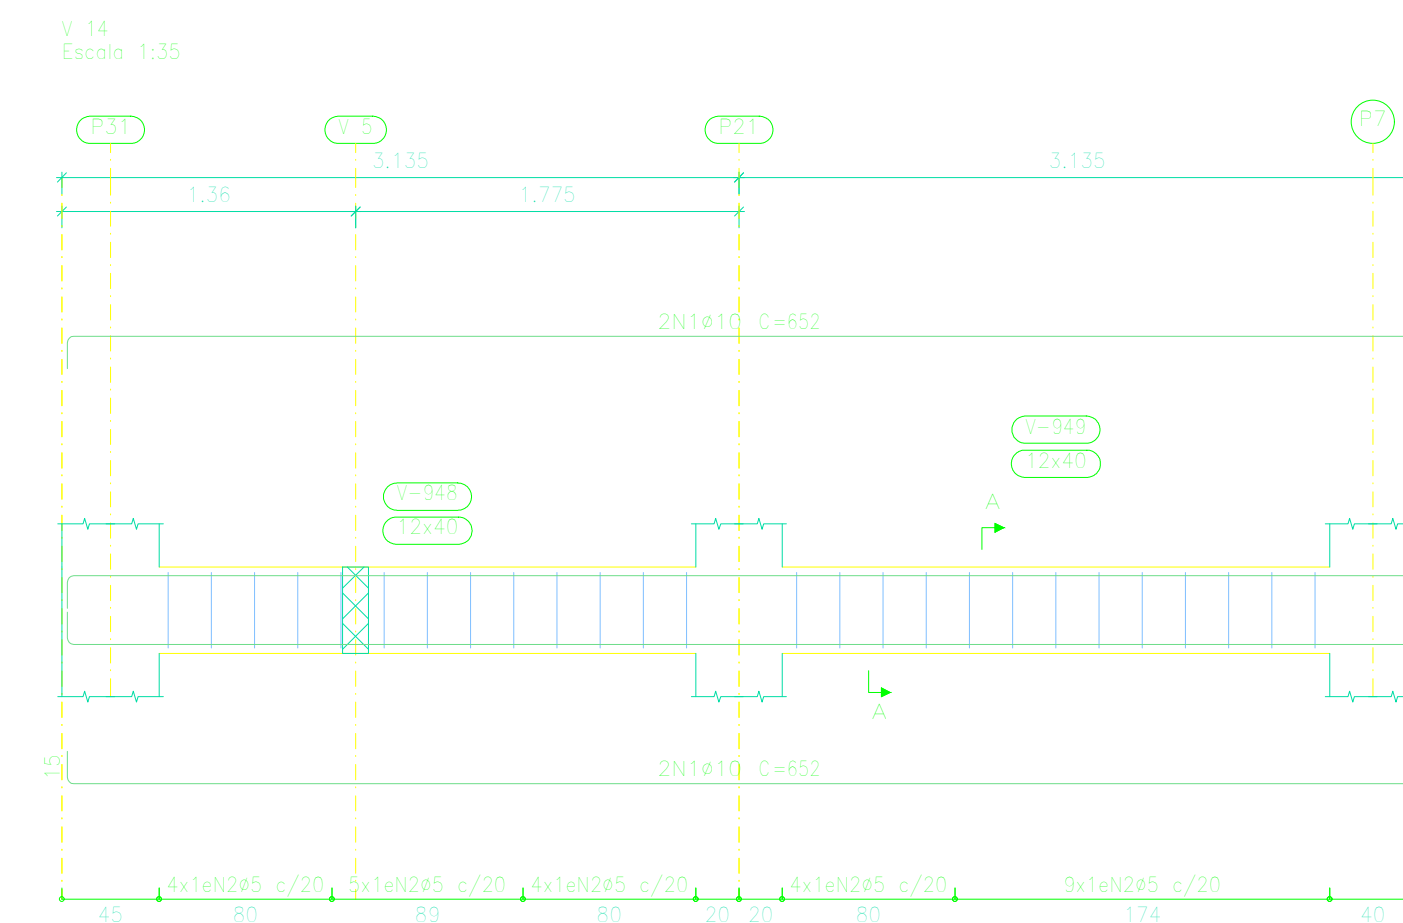 V 14
Escala 1:35
P31
V 5
P21
P7
3.135
3.135
1.36
1.775
2N1ø10 C=652
V-949
12x40
V-948
12x40
A
A
15
2N1ø10 C=652
4x1eN2ø5 c/20
5x1eN2ø5 c/20
4x1eN2ø5 c/20
4x1eN2ø5 c/20
9x1eN2ø5 c/20
45
80
89
80
20
20
80
174
40